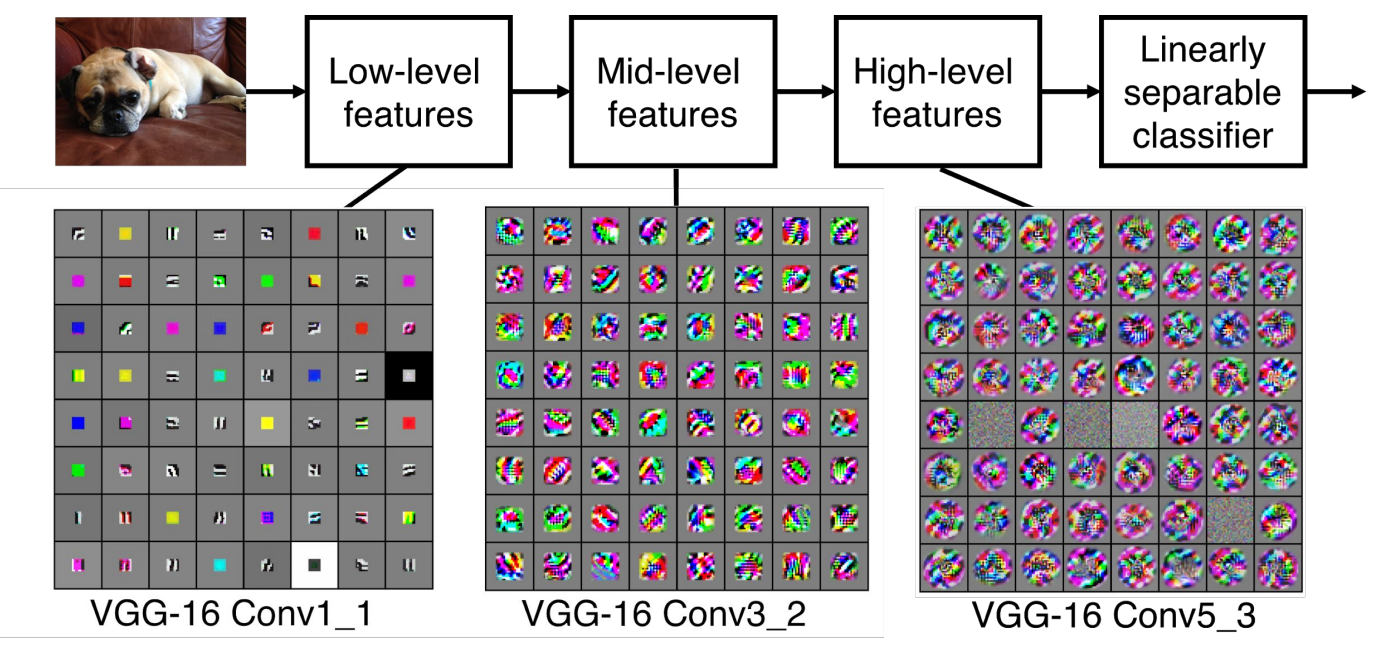 Low-level
features
Mid-level
features
High-level
features
Linearly
separable
classifier
VGG-16 Conv1_1
VGG-16 Conv3_2
VGG-16 Conv5_3